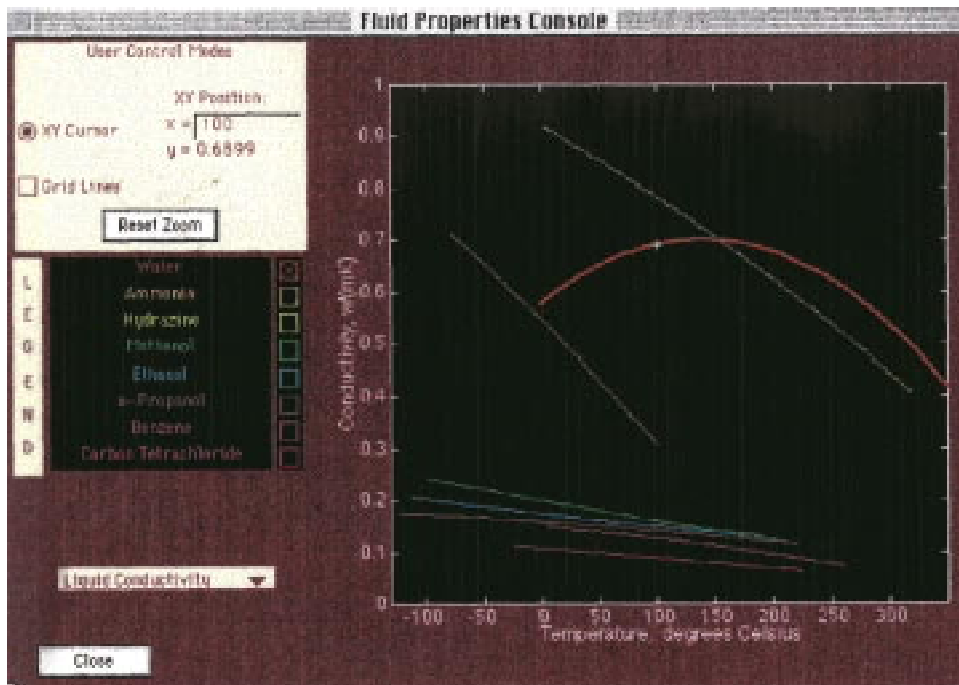 Fluid Properties Console
User Control Modes
XY Position:
XY Cursor
x = 100
y = 0.6899
Grid Lines
Reset Zoom
L
E
G
E
N
D
Water
Ammonia
Hydrazine
Methanol
Ethanol
n-Propanol
Benzene
Carbon Tetrachloride
Liquid Conductivity
Close
Conductivity, W/(mK)
1
0.9
0.8
0.7
0.6
0.5
0.4
0.3
0.2
0.1
0
-100 -50 0 50 100 150 200 250 300
Temperature, degrees Celsius